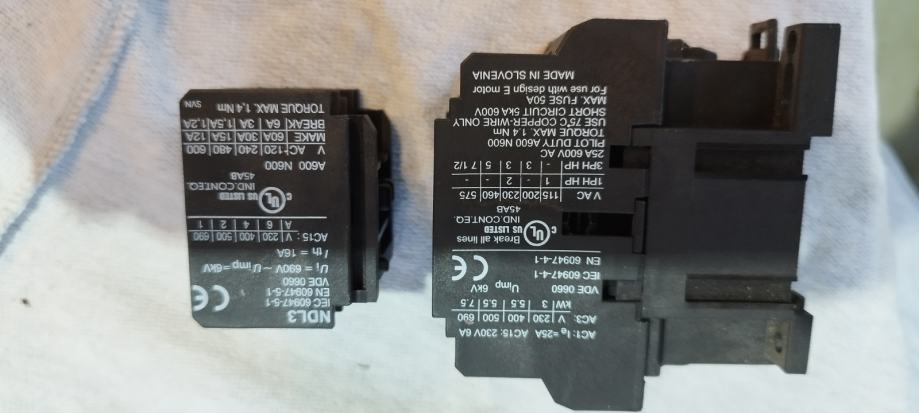 NDL3
IEC 60947-5-1
EN 60947-5-1
VDE 0660
CE
Ui = 690V ~ Uimp = 6kV
Ith = 16A
AC15: V 230 400 500 690
A 6 4 2 1
C UL US LISTED
IND.CONT.EQ.
45AB
A600 N600
V AC 120 240 480 600
MAKE 60A 30A 15A 12A
BREAK 6A 3A 1,5A 1,2A
TORQUE MAX. 1,4 Nm
SVN
AC1: Ie = 25A AC15: 230V 6A
AC3: V 230 400 500 690
kW 3 5.5 5.5 7.5
VDE 0660
Uimp 6kV
IEC 60947-4-1
EN 60947-4-1
CE
Break all lines
C UL US LISTED
IND.CONT.EQ.
45AB
V AC 115 200 230 460 575
1PH HP 1 - 2 - -
3PH HP - 3 3 5 7 1/2
25A 600V AC
PILOT DUTY A600 N600
TORQUE MAX. 1,4 Nm
USE 75°C COPPER-WIRE ONLY
SHORT CIRCUIT 5kA 600V
MAX. FUSE 50A
For use with design E motor
MADE IN SLOVENIA